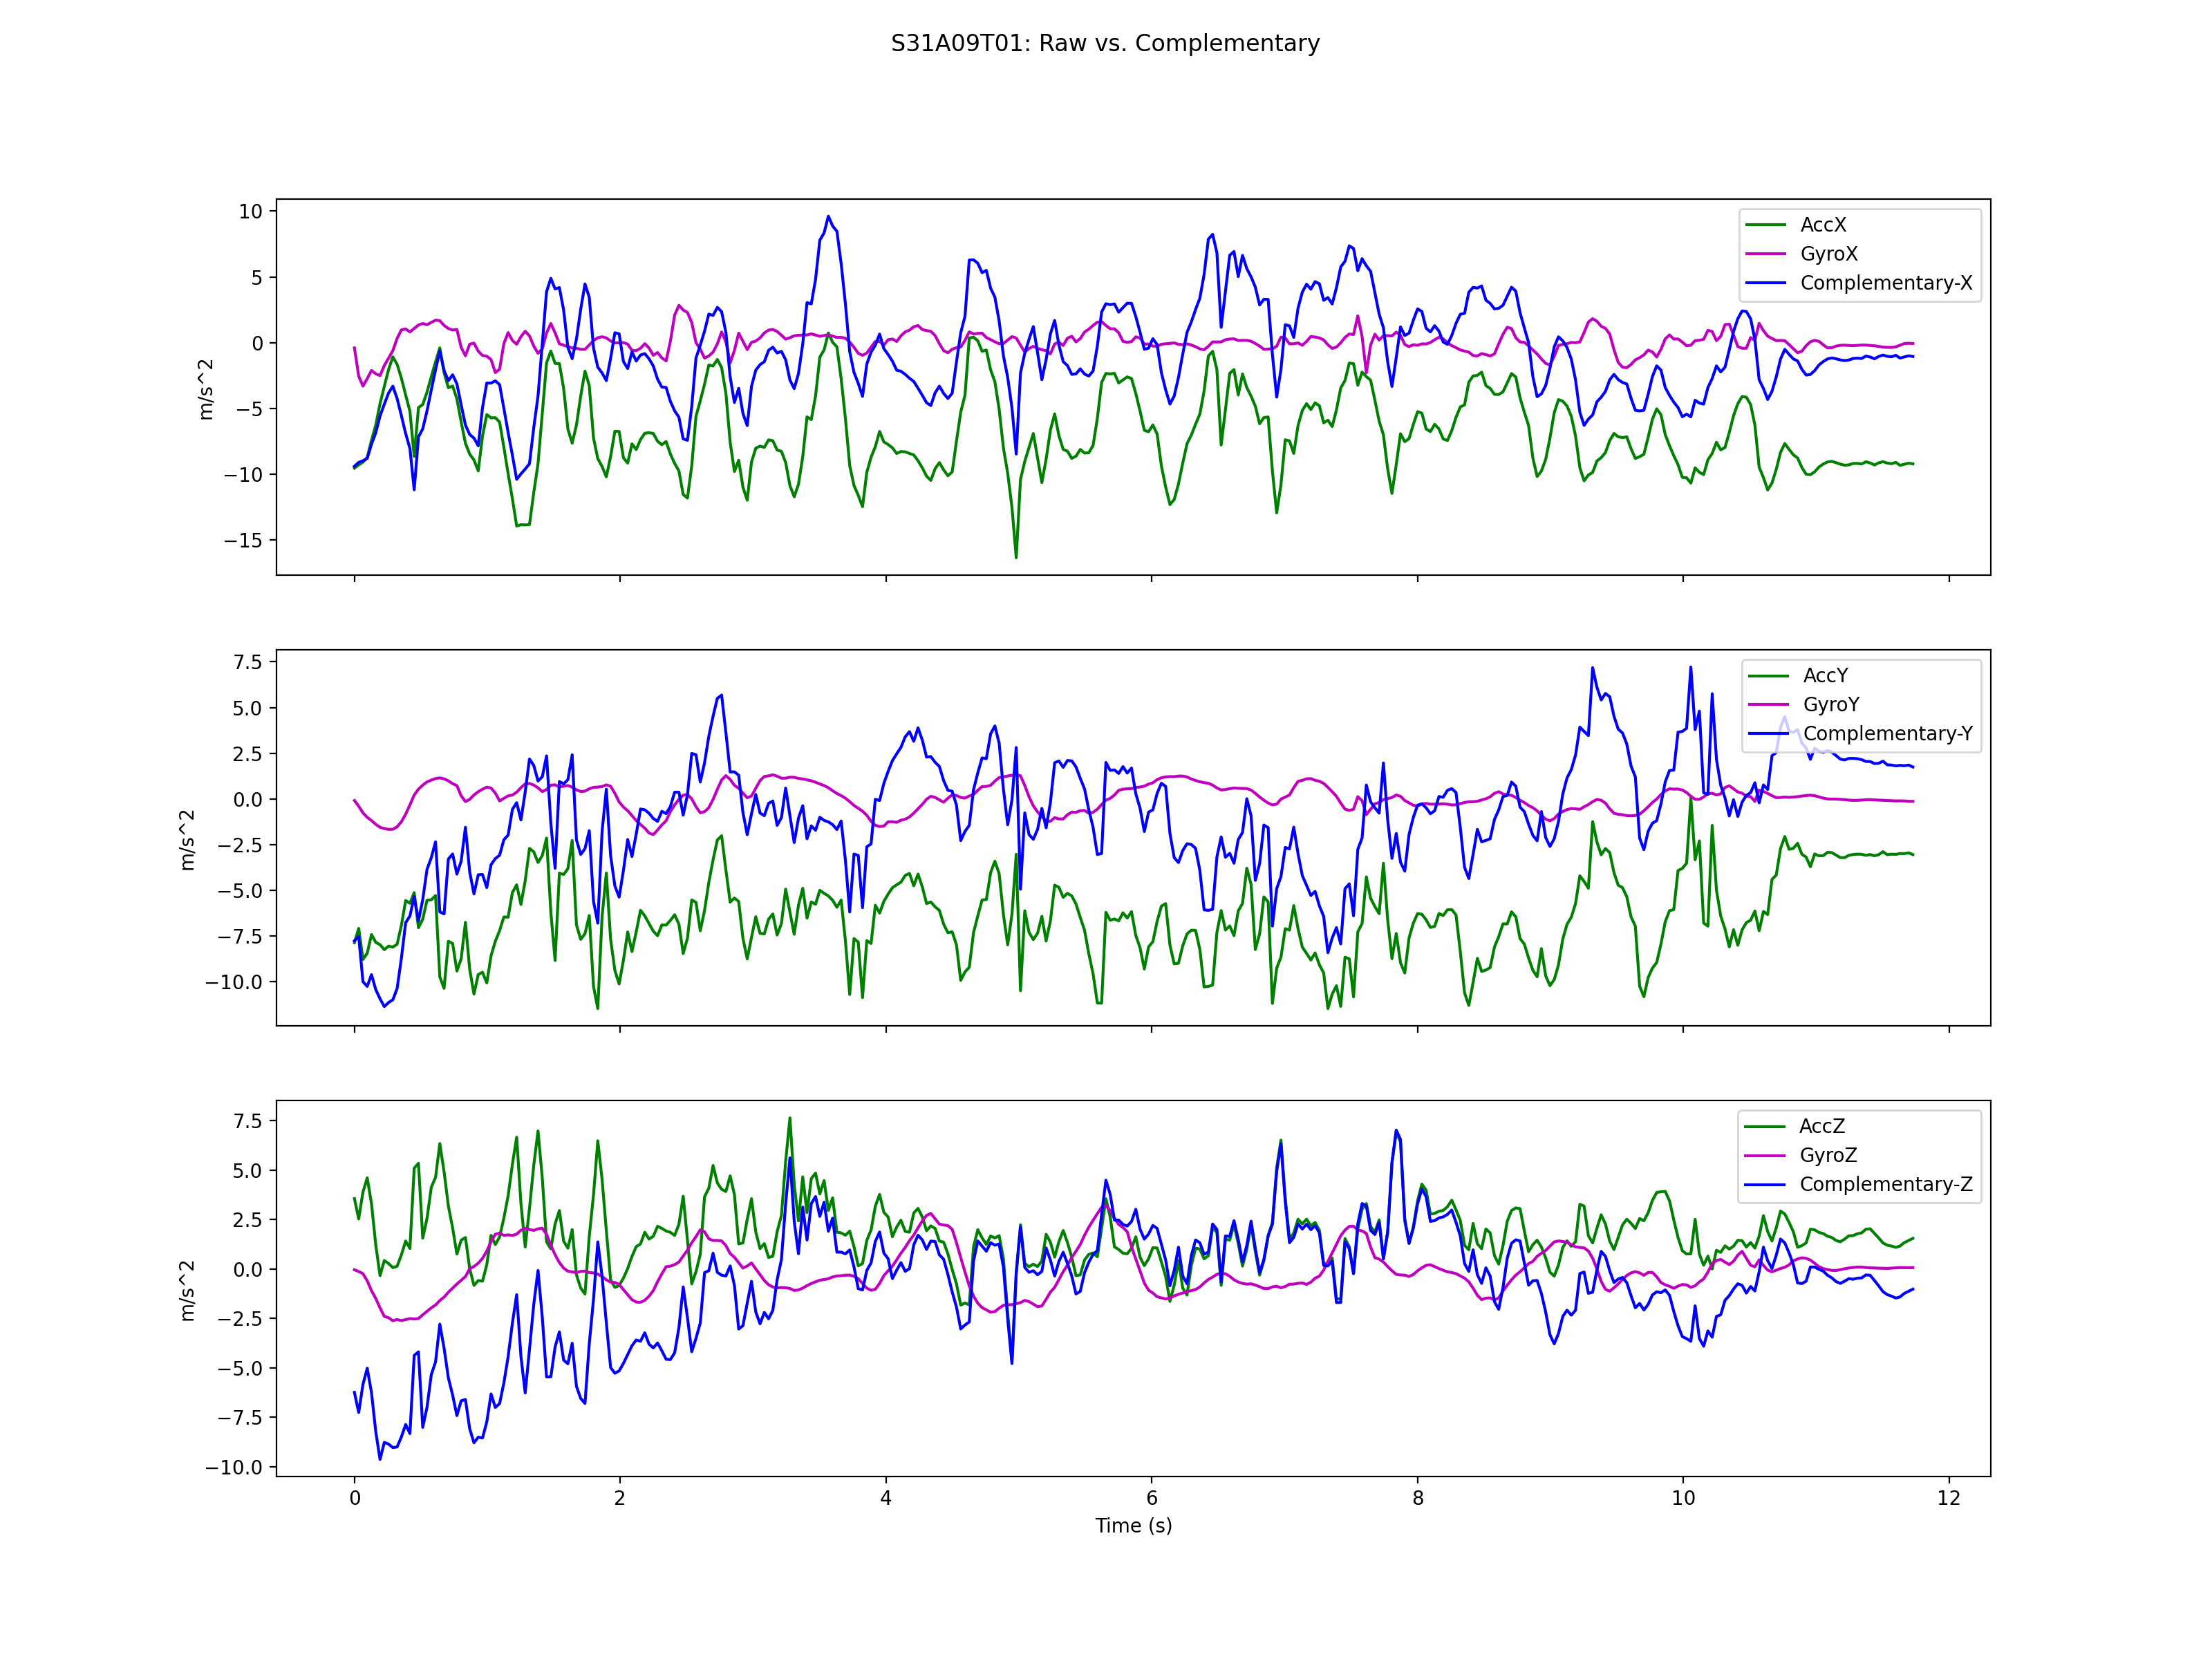 S31A09T01: Raw vs. Complementary
10
5
0
−5
−10
−15
m/s^2
AccX
GyroX
Complementary-X
7.5
5.0
2.5
0.0
−2.5
−5.0
−7.5
−10.0
m/s^2
AccY
GyroY
Complementary-Y
7.5
5.0
2.5
0.0
−2.5
−5.0
−7.5
−10.0
m/s^2
AccZ
GyroZ
Complementary-Z
0 2 4 6 8 10 12
Time (s)